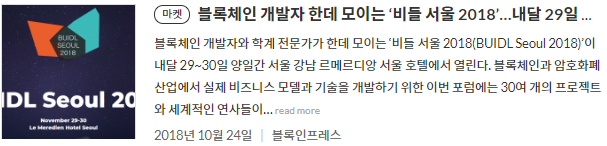 BUIDL
SEOUL
2018
IDL Seoul 20
November 29-30
Le Meredien Hotel Seoul
마켓
블록체인 개발자 한데 모이는 ‘비들 서울 2018’…내달 29일 ...
블록체인 개발자와 학계 전문가가 한데 모이는 ‘비들 서울 2018(BUIDL Seoul 2018)’이
내달 29~30일 양일간 서울 강남 르메르디앙 서울 호텔에서 열린다. 블록체인과 암호화폐
산업에서 실제 비즈니스 모델과 기술을 개발하기 위한 이번 포럼에는 30여 개의 프로젝트
와 세계적인 연사들이... read more
2018년 10월 24일 | 블록인프레스